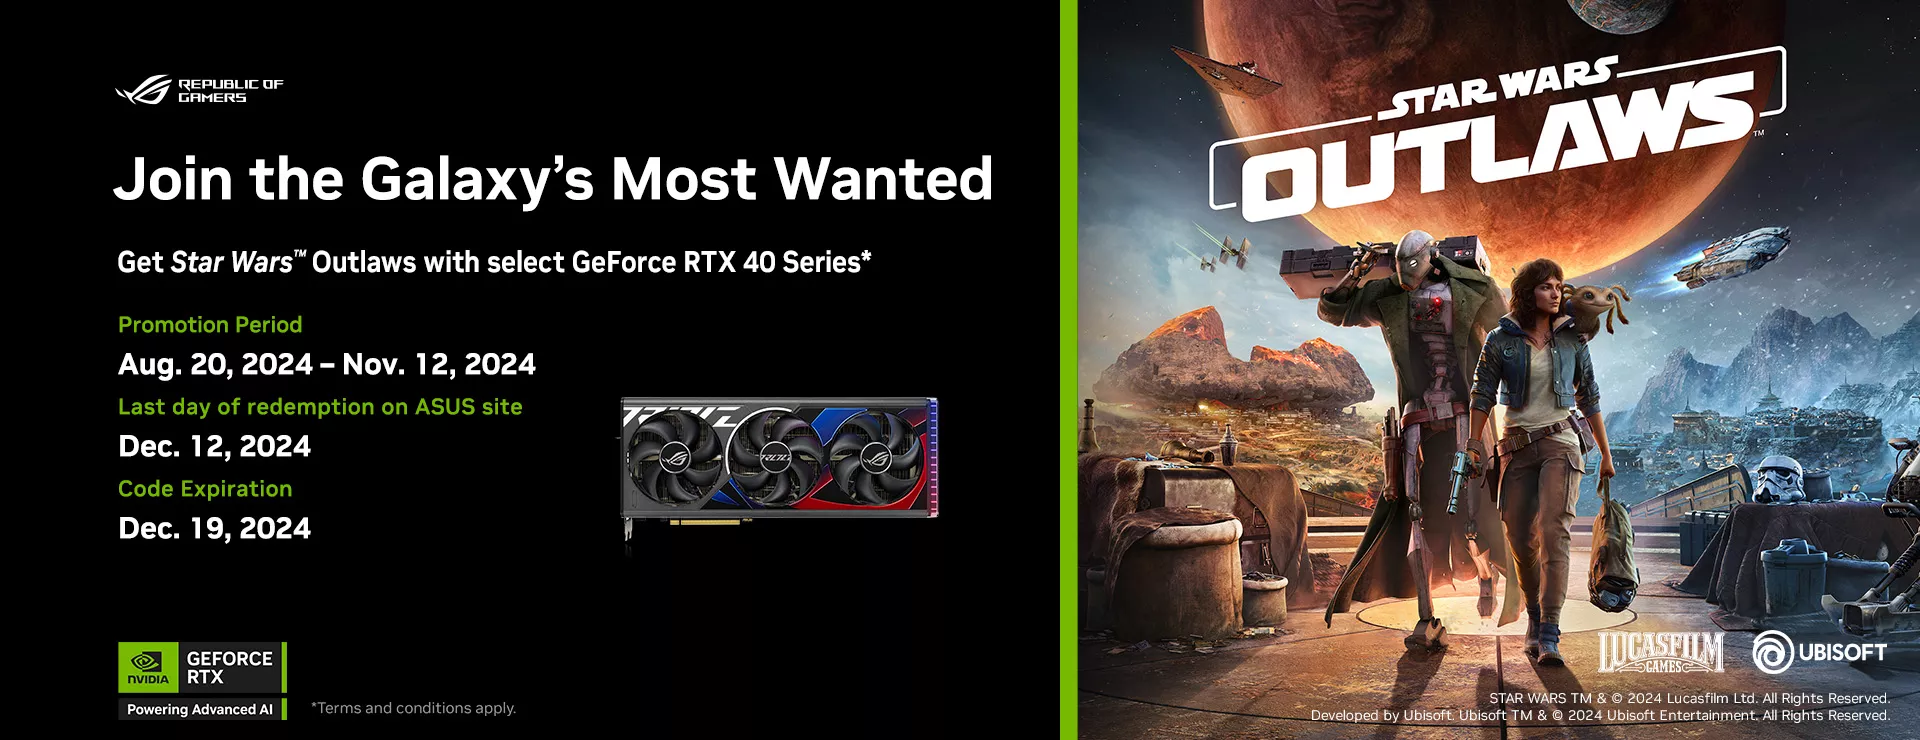 REPUBLIC OF
GAMERS
Join the Galaxy’s Most Wanted
Get Star Wars™ Outlaws with select GeForce RTX 40 Series*
Promotion Period
Aug. 20, 2024 – Nov. 12, 2024
Last day of redemption on ASUS site
Dec. 12, 2024
Code Expiration
Dec. 19, 2024
NVIDIA
GEFORCE
RTX
Powering Advanced AI
*Terms and conditions apply.
STAR WARS
OUTLAWS™
LUCASFILM
GAMES
UBISOFT
STAR WARS TM & © 2024 Lucasfilm Ltd. All Rights Reserved.
Developed by Ubisoft. Ubisoft TM & © 2024 Ubisoft Entertainment. All Rights Reserved.